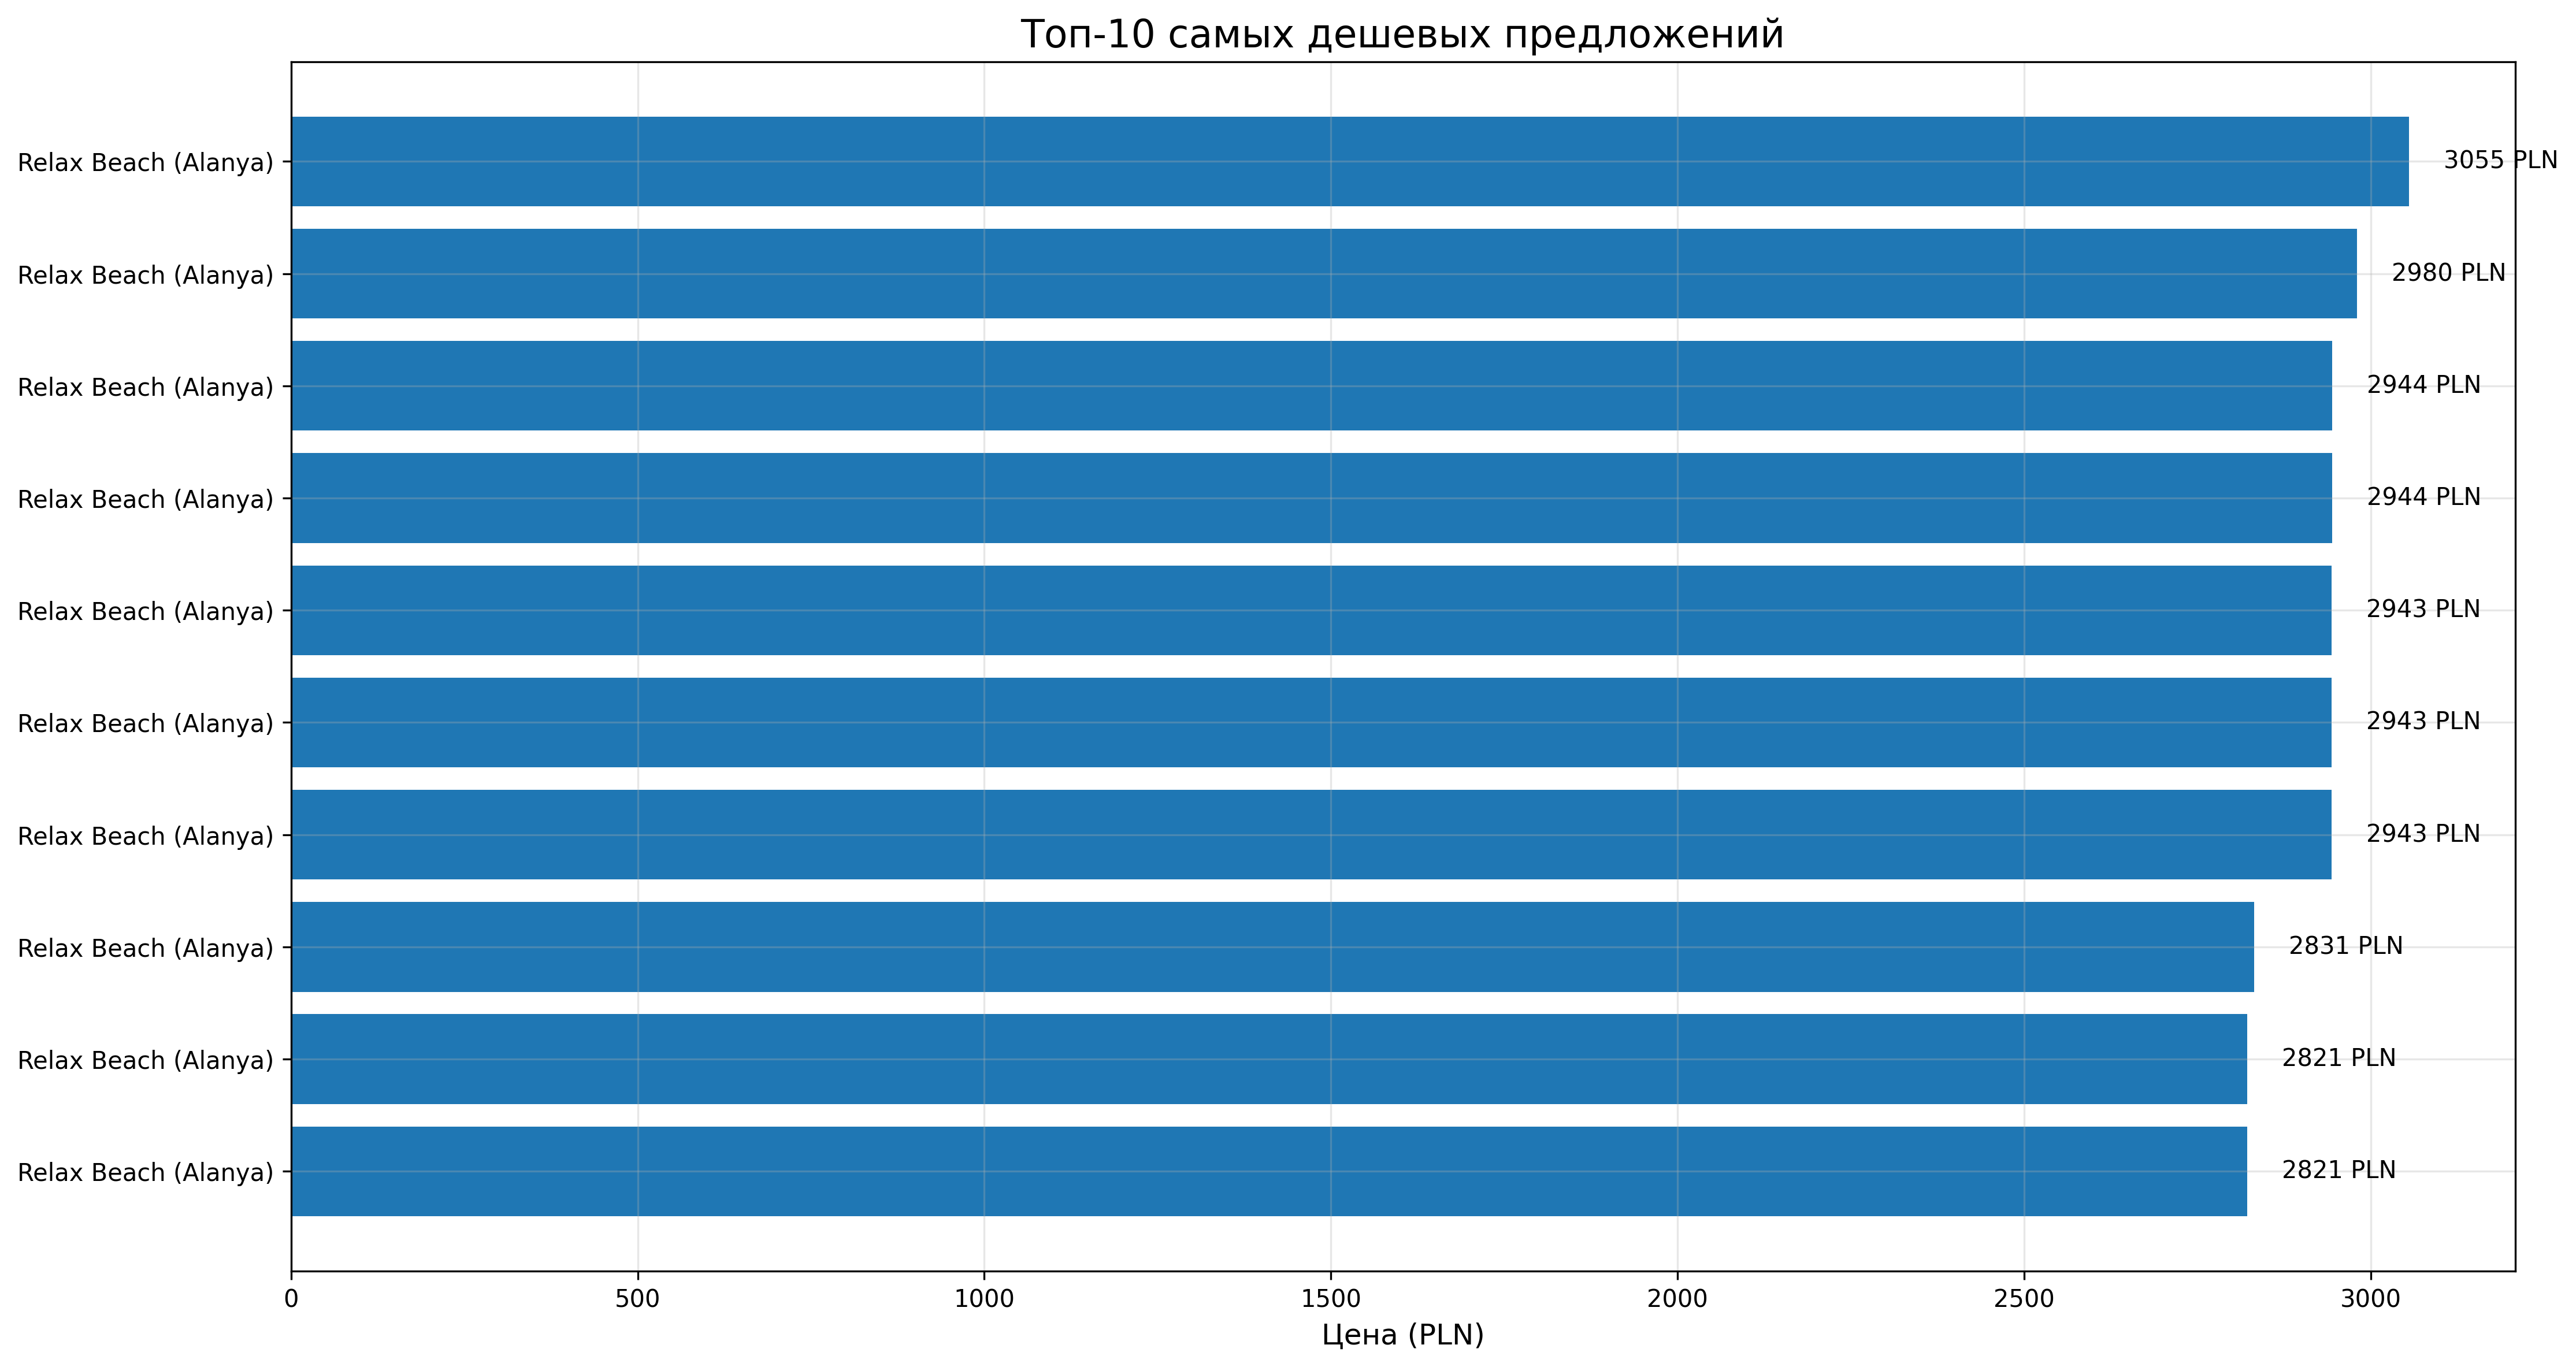 Топ-10 самых дешевых предложений
Relax Beach (Alanya) 3055 PLN
Relax Beach (Alanya) 2980 PLN
Relax Beach (Alanya) 2944 PLN
Relax Beach (Alanya) 2944 PLN
Relax Beach (Alanya) 2943 PLN
Relax Beach (Alanya) 2943 PLN
Relax Beach (Alanya) 2943 PLN
Relax Beach (Alanya) 2831 PLN
Relax Beach (Alanya) 2821 PLN
Relax Beach (Alanya) 2821 PLN
0 500 1000 1500 2000 2500 3000
Цена (PLN)